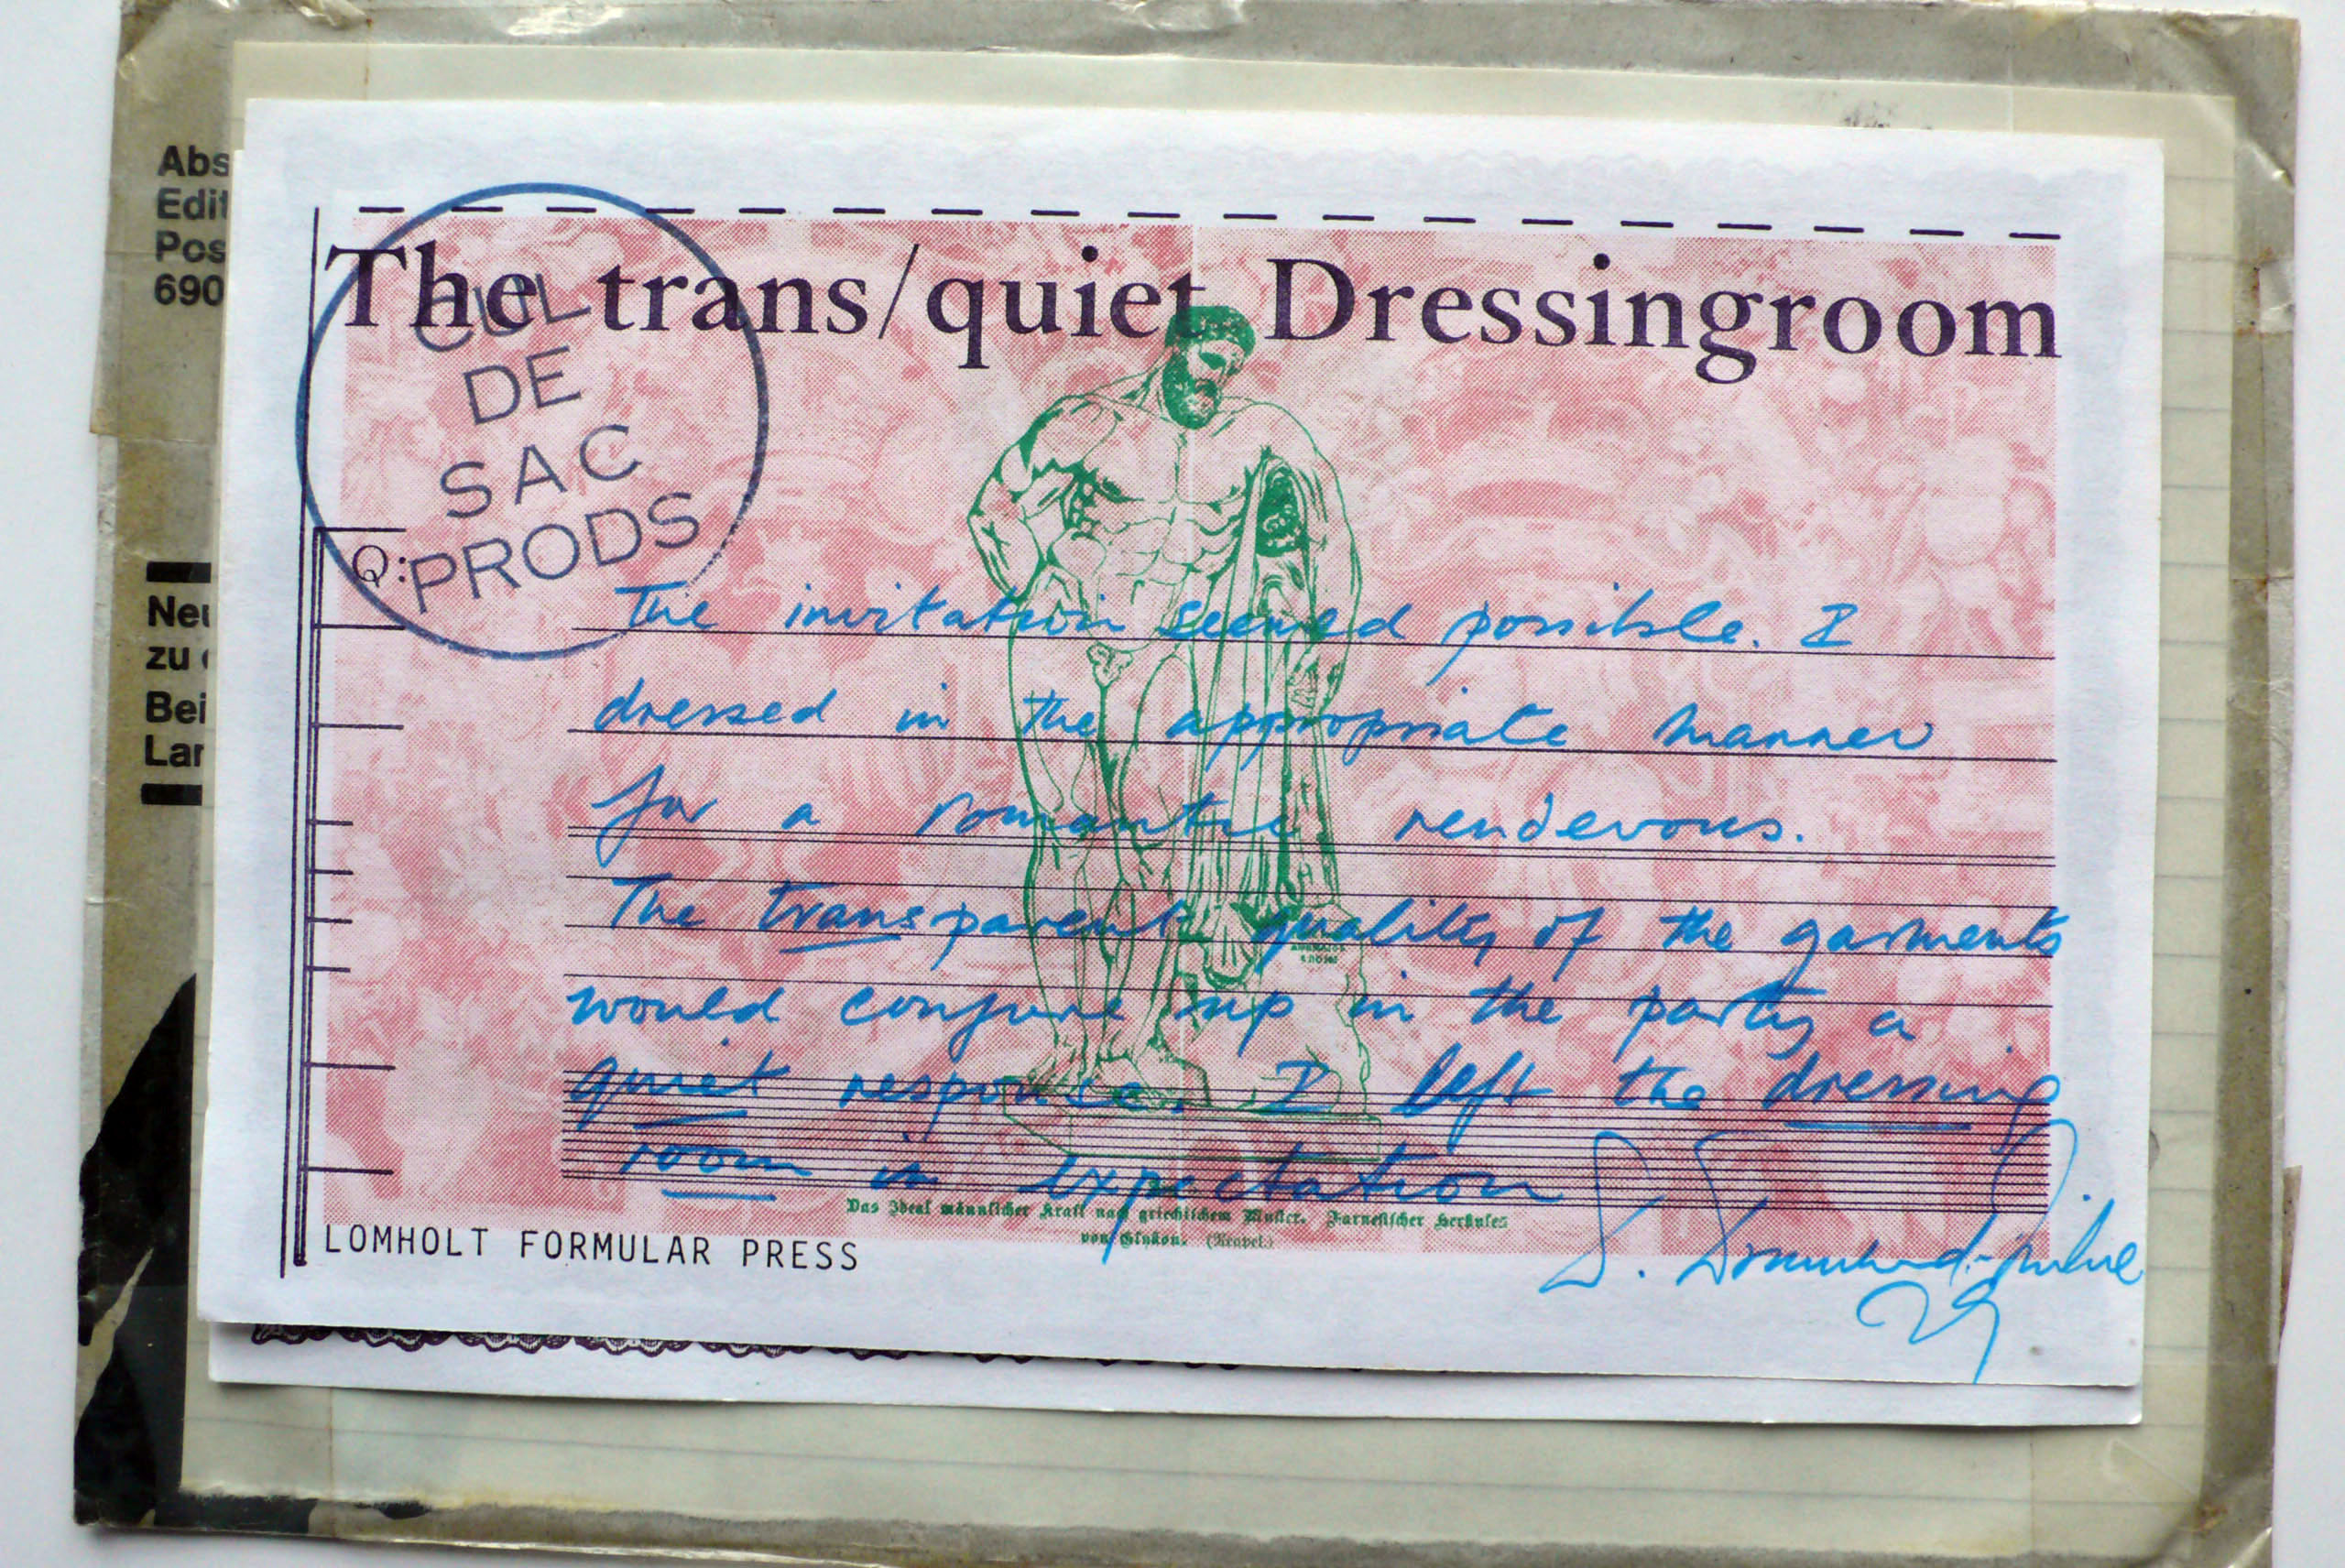 Abs
Edit
Pos
690
Neu
zu
Bei
Lar
The trans/quiet Dressingroom
CUL
DE
SAC
PRODS
Q:
The invitation seemed possible. I
dressed in the appropriate manner
for a romantic rendevous.
The transparent quality of the garments
would conjure up in the party a
quiet response. I left the dressing
room in expectation
Das Ideal männlicher Kraft nach griechischem Muster. Farnesischer Herkules
von Glykon. (Neapel.)
LOMHOLT FORMULAR PRESS
79